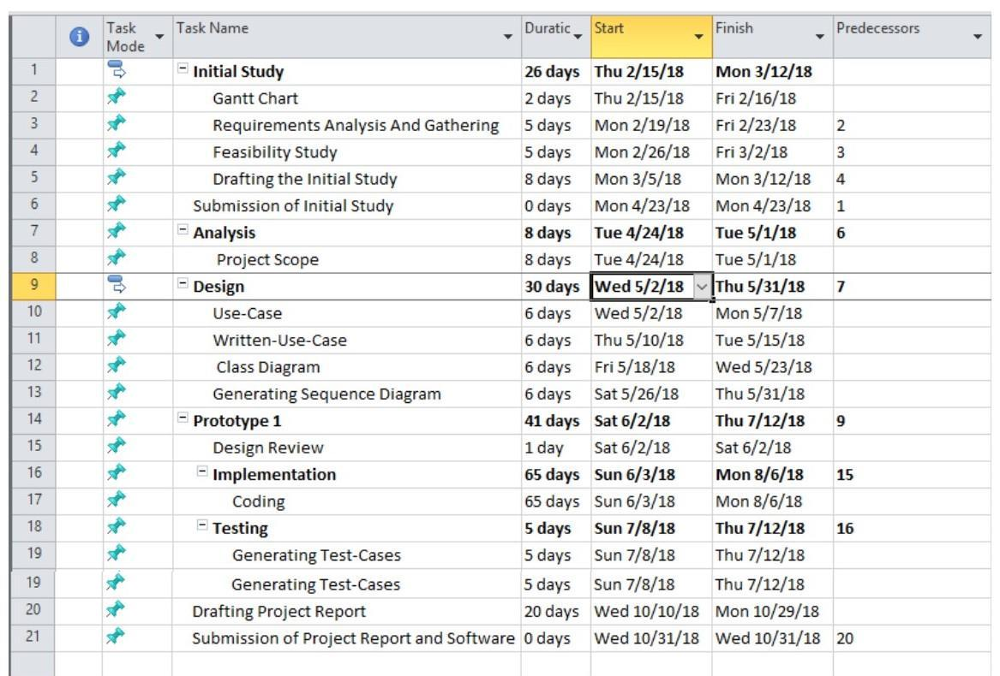 Task Mode Task Name Duratic Start Finish Predecessors
1 Initial Study 26 days Thu 2/15/18 Mon 3/12/18
2 Gantt Chart 2 days Thu 2/15/18 Fri 2/16/18
3 Requirements Analysis And Gathering 5 days Mon 2/19/18 Fri 2/23/18 2
4 Feasibility Study 5 days Mon 2/26/18 Fri 3/2/18 3
5 Drafting the Initial Study 8 days Mon 3/5/18 Mon 3/12/18 4
6 Submission of Initial Study 0 days Mon 4/23/18 Mon 4/23/18 1
7 Analysis 8 days Tue 4/24/18 Tue 5/1/18 6
8 Project Scope 8 days Tue 4/24/18 Tue 5/1/18
9 Design 30 days Wed 5/2/18 Thu 5/31/18 7
10 Use-Case 6 days Wed 5/2/18 Mon 5/7/18
11 Written-Use-Case 6 days Thu 5/10/18 Tue 5/15/18
12 Class Diagram 6 days Fri 5/18/18 Wed 5/23/18
13 Generating Sequence Diagram 6 days Sat 5/26/18 Thu 5/31/18
14 Prototype 1 41 days Sat 6/2/18 Thu 7/12/18 9
15 Design Review 1 day Sat 6/2/18 Sat 6/2/18
16 Implementation 65 days Sun 6/3/18 Mon 8/6/18 15
17 Coding 65 days Sun 6/3/18 Mon 8/6/18
18 Testing 5 days Sun 7/8/18 Thu 7/12/18 16
19 Generating Test-Cases 5 days Sun 7/8/18 Thu 7/12/18
19 Generating Test-Cases 5 days Sun 7/8/18 Thu 7/12/18
20 Drafting Project Report 20 days Wed 10/10/18 Mon 10/29/18
21 Submission of Project Report and Software 0 days Wed 10/31/18 Wed 10/31/18 20